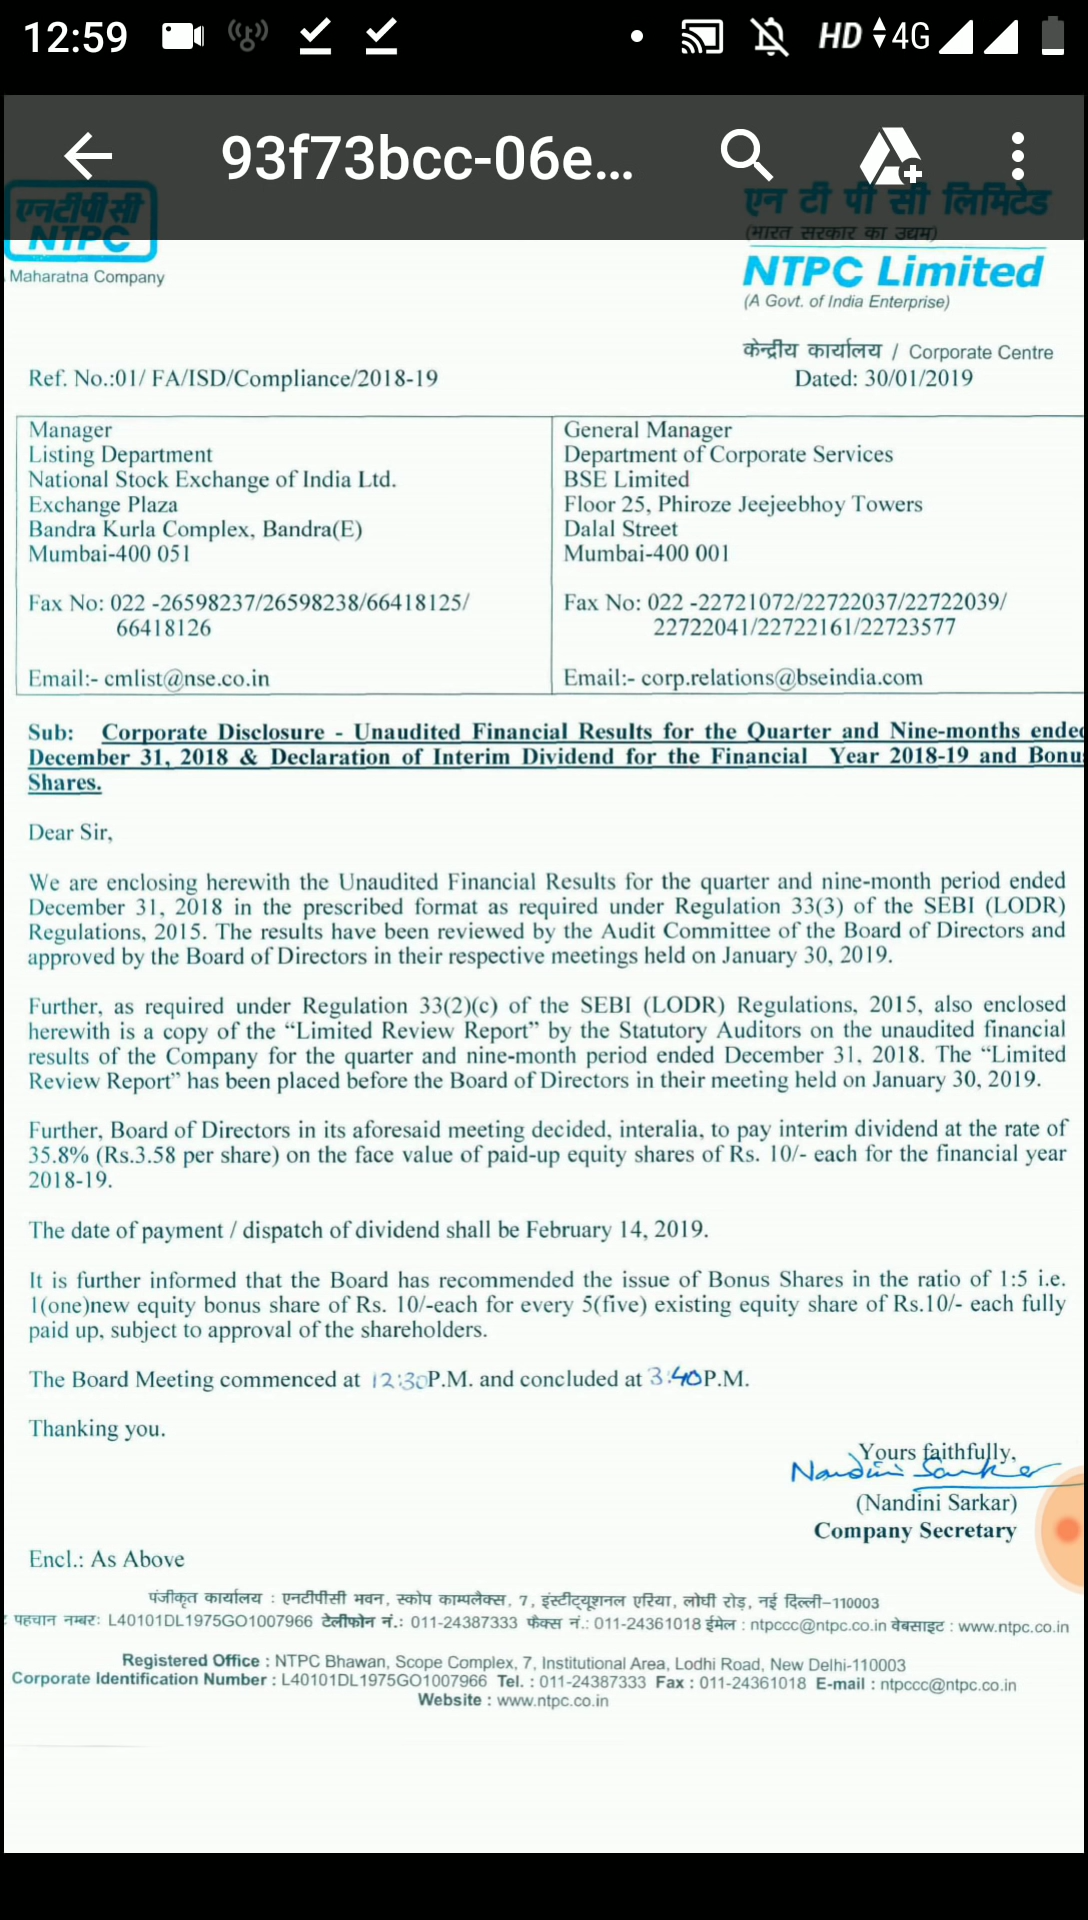 12:59
HD 4G
93f73bcc-06e...
एनटीपीसी
NTPC
Maharatna Company
एन टी पी सी लिमिटेड
(भारत सरकार का उद्यम)
NTPC Limited
(A Govt. of India Enterprise)
केन्द्रीय कार्यालय / Corporate Centre
Ref. No.:01/ FA/ISD/Compliance/2018-19
Dated: 30/01/2019
Manager
Listing Department
National Stock Exchange of India Ltd.
Exchange Plaza
Bandra Kurla Complex, Bandra(E)
Mumbai-400 051
Fax No: 022 -26598237/26598238/66418125/
66418126
Email:- cmlist@nse.co.in
General Manager
Department of Corporate Services
BSE Limited
Floor 25, Phiroze Jeejeebhoy Towers
Dalal Street
Mumbai-400 001
Fax No: 022 -22721072/22722037/22722039/
22722041/22722161/22723577
Email:- corp.relations@bseindia.com
Sub: Corporate Disclosure - Unaudited Financial Results for the Quarter and Nine-months ended
December 31, 2018 & Declaration of Interim Dividend for the Financial Year 2018-19 and Bonus
Shares.
Dear Sir,
We are enclosing herewith the Unaudited Financial Results for the quarter and nine-month period ended
December 31, 2018 in the prescribed format as required under Regulation 33(3) of the SEBI (LODR)
Regulations, 2015. The results have been reviewed by the Audit Committee of the Board of Directors and
approved by the Board of Directors in their respective meetings held on January 30, 2019.
Further, as required under Regulation 33(2)(c) of the SEBI (LODR) Regulations, 2015, also enclosed
herewith is a copy of the “Limited Review Report” by the Statutory Auditors on the unaudited financial
results of the Company for the quarter and nine-month period ended December 31, 2018. The “Limited
Review Report” has been placed before the Board of Directors in their meeting held on January 30, 2019.
Further, Board of Directors in its aforesaid meeting decided, interalia, to pay interim dividend at the rate of
35.8% (Rs.3.58 per share) on the face value of paid-up equity shares of Rs. 10/- each for the financial year
2018-19.
The date of payment / dispatch of dividend shall be February 14, 2019.
It is further informed that the Board has recommended the issue of Bonus Shares in the ratio of 1:5 i.e.
1(one)new equity bonus share of Rs. 10/-each for every 5(five) existing equity share of Rs.10/- each fully
paid up, subject to approval of the shareholders.
The Board Meeting commenced at 12:30P.M. and concluded at 3:40P.M.
Thanking you.
Yours faithfully,
Nandini Sarkar
(Nandini Sarkar)
Company Secretary
Encl.: As Above
पंजीकृत कार्यालय : एनटीपीसी भवन, स्कोप काम्पलैक्स, 7, इंस्टीट्यूशनल एरिया, लोधी रोड़, नई दिल्ली-110003
पहचान नम्बर: L40101DL1975GO1007966 टेलीफोन नं.: 011-24387333 फैक्स नं.: 011-24361018 ईमेल : ntpccc@ntpc.co.in वेबसाइट : www.ntpc.co.in
Registered Office : NTPC Bhawan, Scope Complex, 7, Institutional Area, Lodhi Road, New Delhi-110003
Corporate Identification Number : L40101DL1975GO1007966 Tel. : 011-24387333 Fax : 011-24361018 E-mail : ntpccc@ntpc.co.in
Website : www.ntpc.co.in